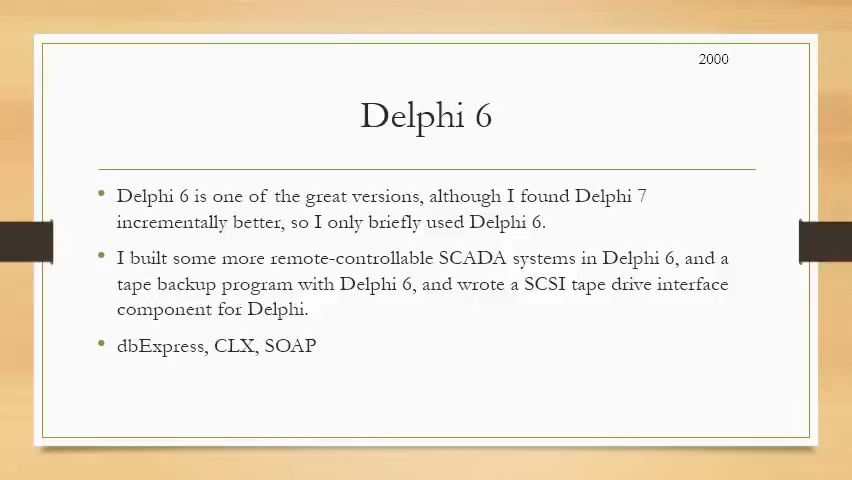 2000
Delphi 6
• Delphi 6 is one of the great versions, although I found Delphi 7
incrementally better, so I only briefly used Delphi 6.
• I built some more remote-controllable SCADA systems in Delphi 6, and a
tape backup program with Delphi 6, and wrote a SCSI tape drive interface
component for Delphi.
• dbExpress, CLX, SOAP